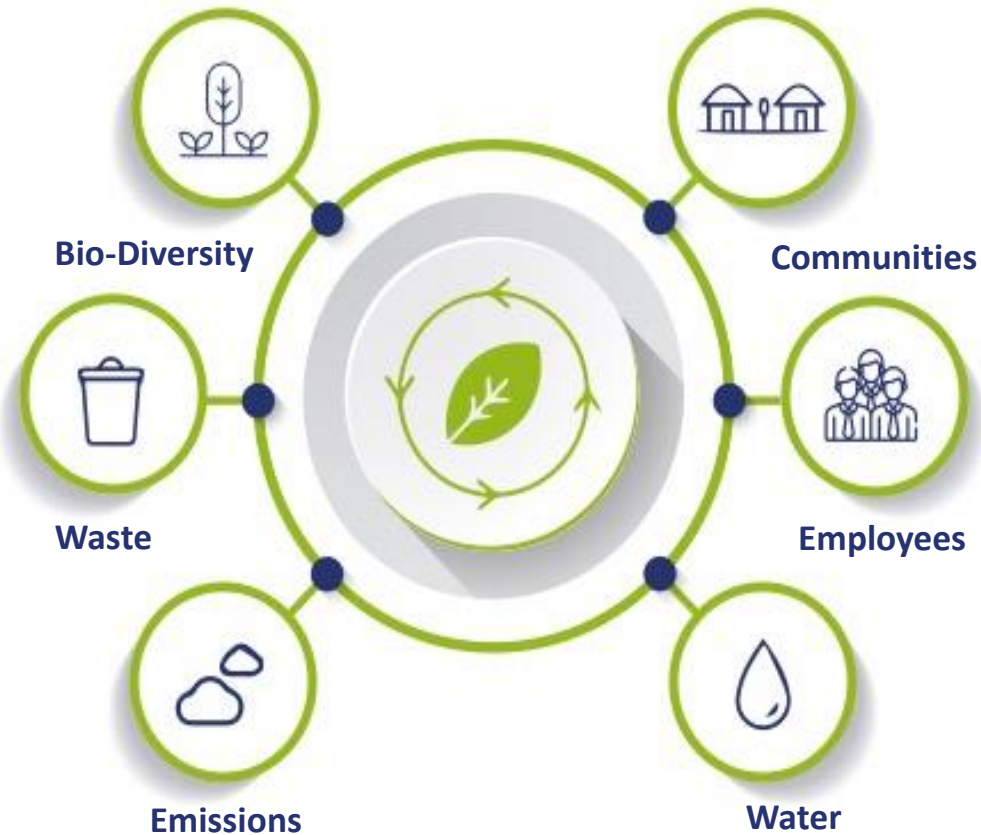 Bio-Diversity
Communities
Waste
Employees
Emissions
Water